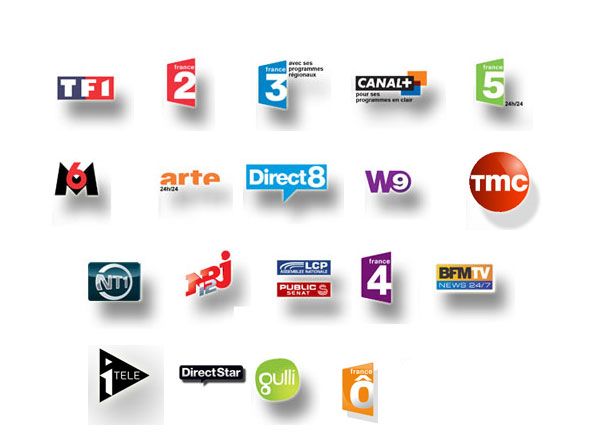 TF1
france 2
france 3
avec ses
programmes
régionaux
CANAL+
pour ses
programmes en clair
france 5
24h/24
M6
arte
24h/24
Direct8
W9
TMC
NT1
NRJ
12
LCP
ASSEMBLÉE NATIONALE
PUBLIC S
SÉNAT
france 4
BFMTV
NEWS 24/7
i TELE
DirectStar
gulli
france Ô